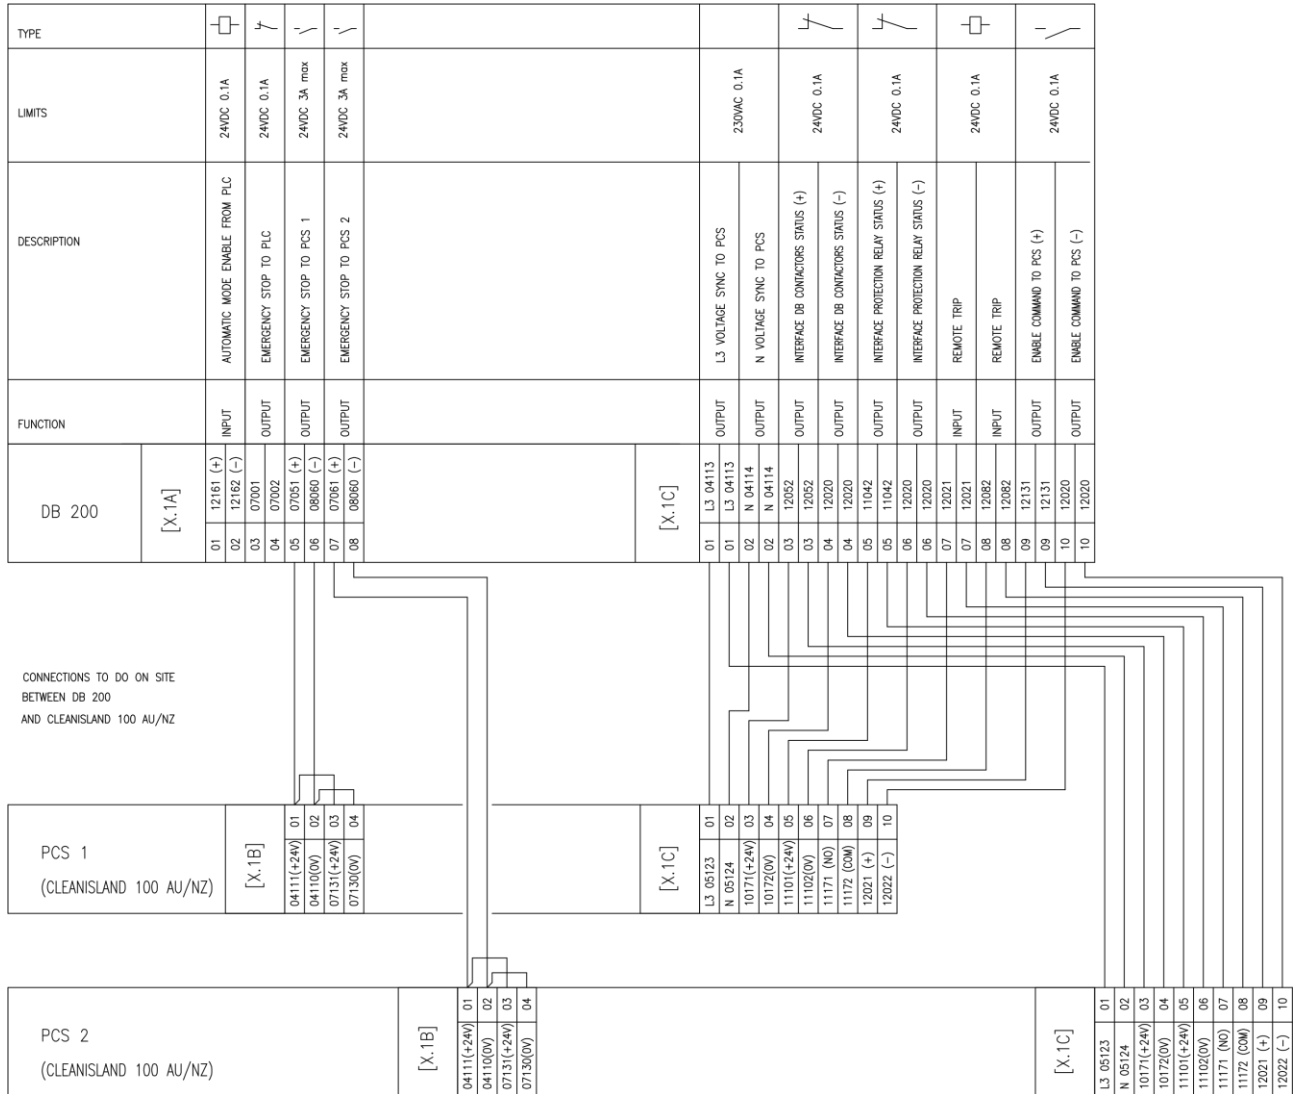 TYPE
LIMITS
24VDC 0.1A
24VDC 0.1A
24VDC 3A max
24VDC 3A max
230VAC 0.1A
24VDC 0.1A
24VDC 0.1A
24VDC 0.1A
24VDC 0.1A
DESCRIPTION
AUTOMATIC MODE ENABLE FROM PLC
EMERGENCY STOP TO PLC
EMERGENCY STOP TO PCS 1
EMERGENCY STOP TO PCS 2
L3 VOLTAGE SYNC TO PCS
N VOLTAGE SYNC TO PCS
INTERFACE DB CONTACTORS STATUS (+)
INTERFACE DB CONTACTORS STATUS (-)
INTERFACE PROTECTION RELAY STATUS (+)
INTERFACE PROTECTION RELAY STATUS (-)
REMOTE TRIP
REMOTE TRIP
ENABLE COMMAND TO PCS (+)
ENABLE COMMAND TO PCS (-)
FUNCTION
INPUT
OUTPUT
OUTPUT
OUTPUT
OUTPUT
OUTPUT
OUTPUT
OUTPUT
OUTPUT
OUTPUT
INPUT
INPUT
OUTPUT
OUTPUT
DB 200
[X.1A]
01 12161 (+)
02 12162 (-)
03 07001
04 07002
05 07051 (+)
06 08060 (-)
07 07061 (+)
08 08060 (-)
[X.1C]
01 L3 04113
01 L3 04113
02 N 04114
02 N 04114
03 12052
03 12052
04 12020
04 12020
05 11042
05 11042
06 12020
06 12020
07 12021
07 12021
08 12082
08 12082
09 12131
09 12131
10 12020
10 12020
CONNECTIONS TO DO ON SITE
BETWEEN DB 200
AND CLEANISLAND 100 AU/NZ
PCS 1
(CLEANISLAND 100 AU/NZ)
[X.1B]
04111(+24V) 01
04110(0V) 02
07131(+24V) 03
07130(0V) 04
[X.1C]
L3 05123 01
N 05124 02
10171(+24V) 03
10172(0V) 04
11101(+24V) 05
11102(0V) 06
11171 (NO) 07
11172 (COM) 08
12021 (+) 09
12022 (-) 10
PCS 2
(CLEANISLAND 100 AU/NZ)
[X.1B]
04111(+24V) 01
04110(0V) 02
07131(+24V) 03
07130(0V) 04
[X.1C]
L3 05123 01
N 05124 02
10171(+24V) 03
10172(0V) 04
11101(+24V) 05
11102(0V) 06
11171 (NO) 07
11172 (COM) 08
12021 (+) 09
12022 (-) 10